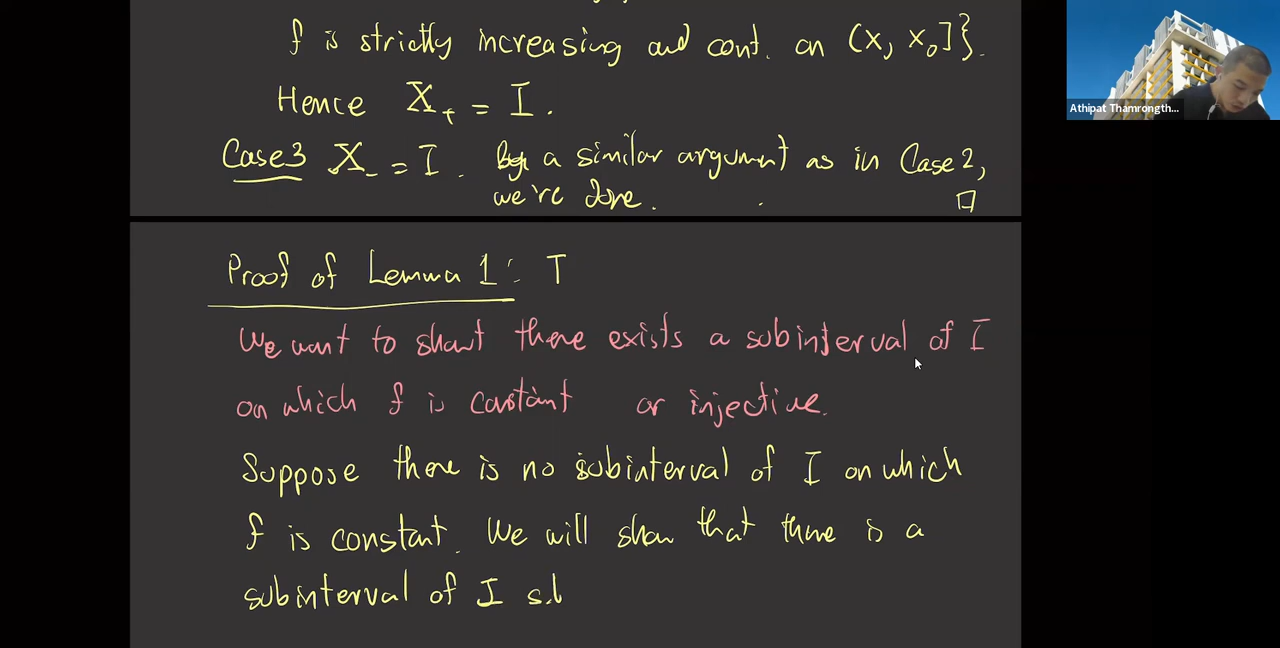 f is strictly increasing and cont. on (x, x₀]}.
Hence X₊ = I.
Case 3 X₋ = I. By a similar argument as in Case 2,
we're done. □
Proof of Lemma 1: T
We want to show there exists a subinterval of I
on which f is constant or injective.
Suppose there is no subinterval of I on which
f is constant. We will show that there is a
subinterval of I s.t
Athipat Thamrongth...